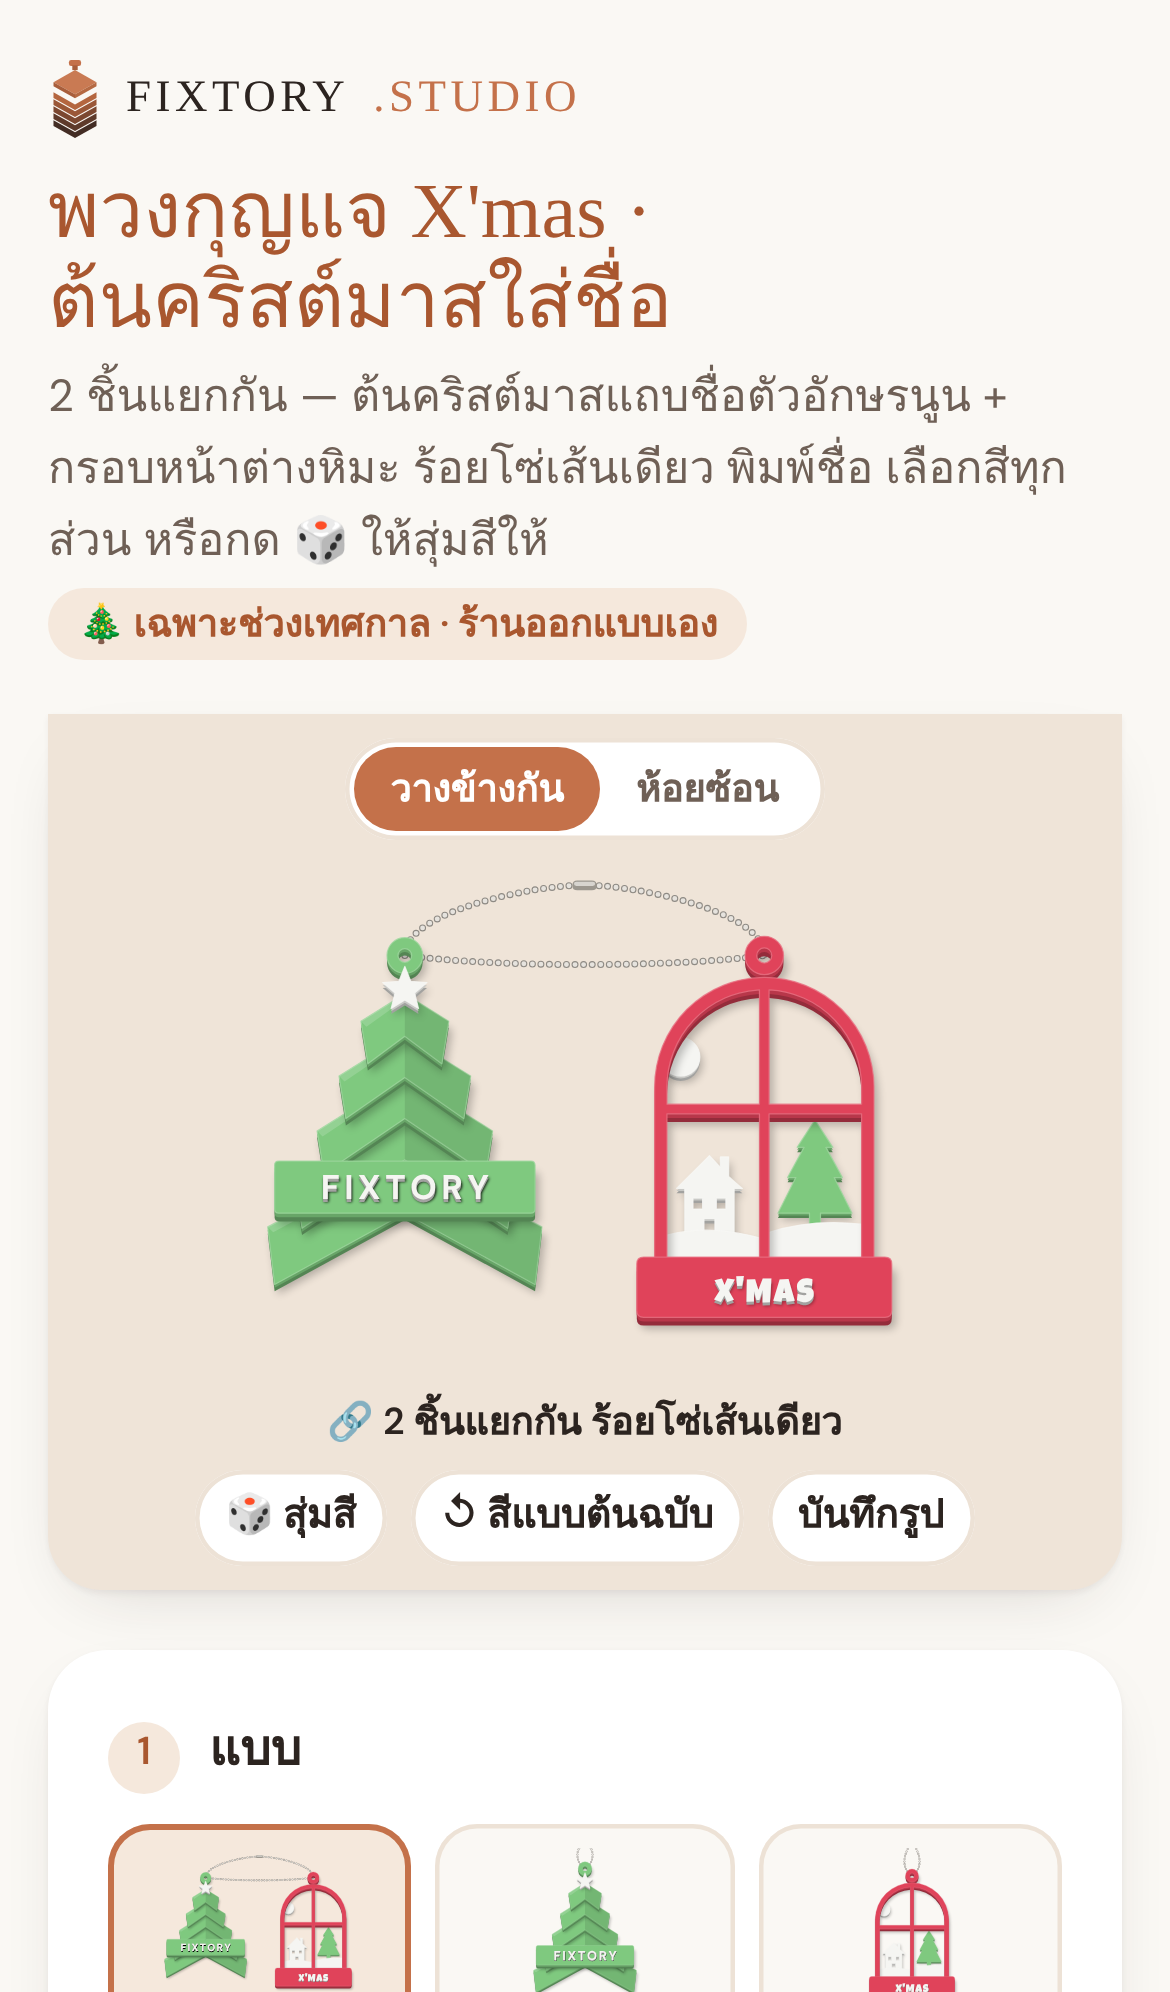 FIXTORY .STUDIO
พวงกุญแจ X'mas ·
ต้นคริสต์มาสใส่ชื่อ
2 ชิ้นแยกกัน — ต้นคริสต์มาสแถบชื่อตัวอักษรนูน +
กรอบหน้าต่างหิมะ ร้อยโซ่เส้นเดียว พิมพ์ชื่อ เลือกสีทุก
ส่วน หรือกด 🎲 ให้สุ่มสีให้
🎄 เฉพาะช่วงเทศกาล · ร้านออกแบบเอง
วางข้างกัน ห้อยซ้อน
FIXTORY
X'MAS
🔗 2 ชิ้นแยกกัน ร้อยโซ่เส้นเดียว
🎲 สุ่มสี ↺ สีแบบต้นฉบับ บันทึกรูป
1 แบบ
FIXTORY X'MAS FIXTORY X'MAS